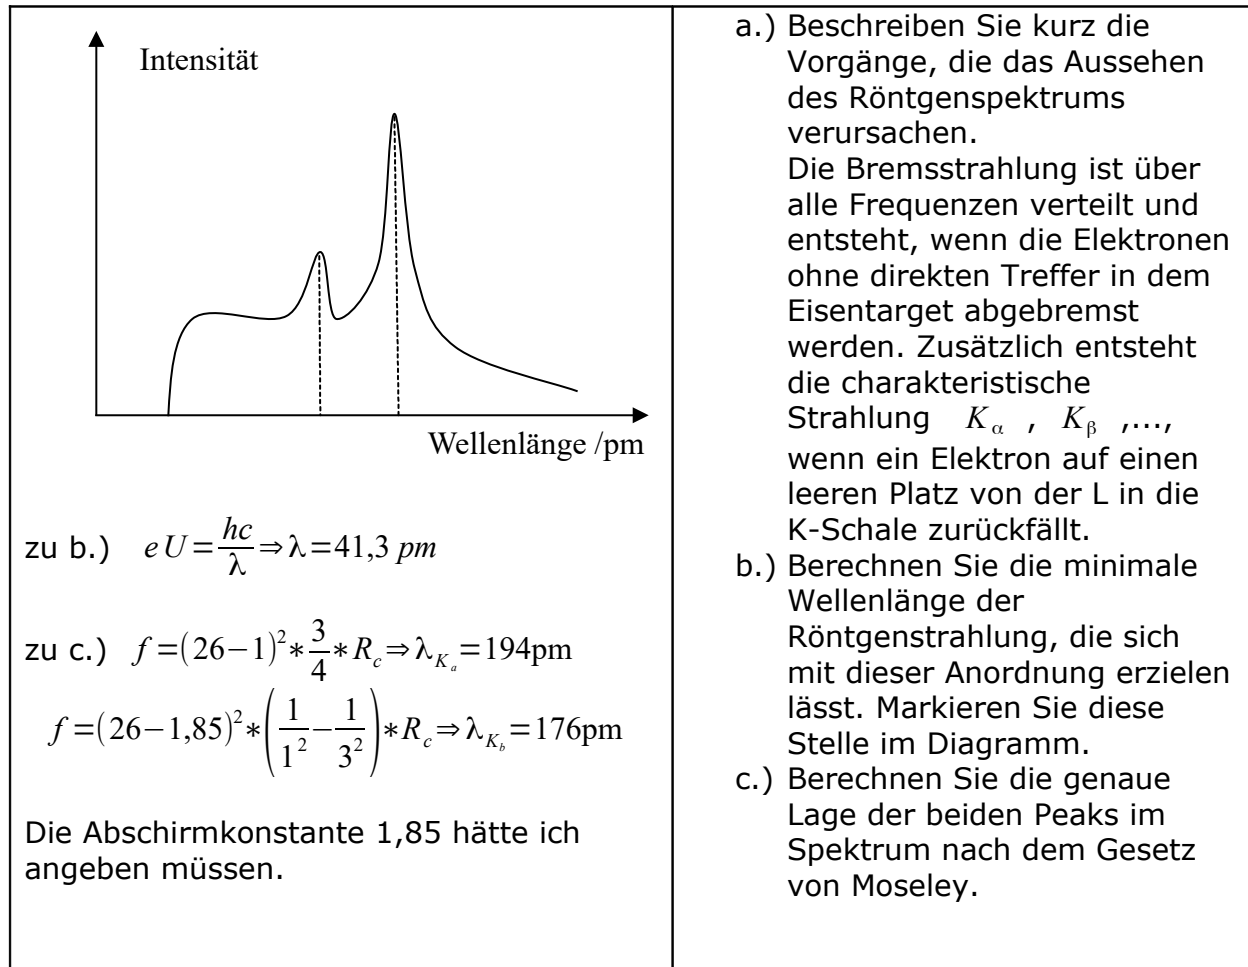 Intensität
Wellenlänge /pm
zu b.) e U = hc/λ ⇒ λ = 41,3 pm
zu c.) f = (26−1)² * 3/4 * R_c ⇒ λ_{K_a} = 194pm
f = (26−1,85)² * (1/1² − 1/3²) * R_c ⇒ λ_{K_b} = 176pm
Die Abschirmkonstante 1,85 hätte ich
angeben müssen.
a.) Beschreiben Sie kurz die
Vorgänge, die das Aussehen
des Röntgenspektrums
verursachen.
Die Bremsstrahlung ist über
alle Frequenzen verteilt und
entsteht, wenn die Elektronen
ohne direkten Treffer in dem
Eisentarget abgebremst
werden. Zusätzlich entsteht
die charakteristische
Strahlung K_α , K_β ,...,
wenn ein Elektron auf einen
leeren Platz von der L in die
K-Schale zurückfällt.
b.) Berechnen Sie die minimale
Wellenlänge der
Röntgenstrahlung, die sich
mit dieser Anordnung erzielen
lässt. Markieren Sie diese
Stelle im Diagramm.
c.) Berechnen Sie die genaue
Lage der beiden Peaks im
Spektrum nach dem Gesetz
von Moseley.